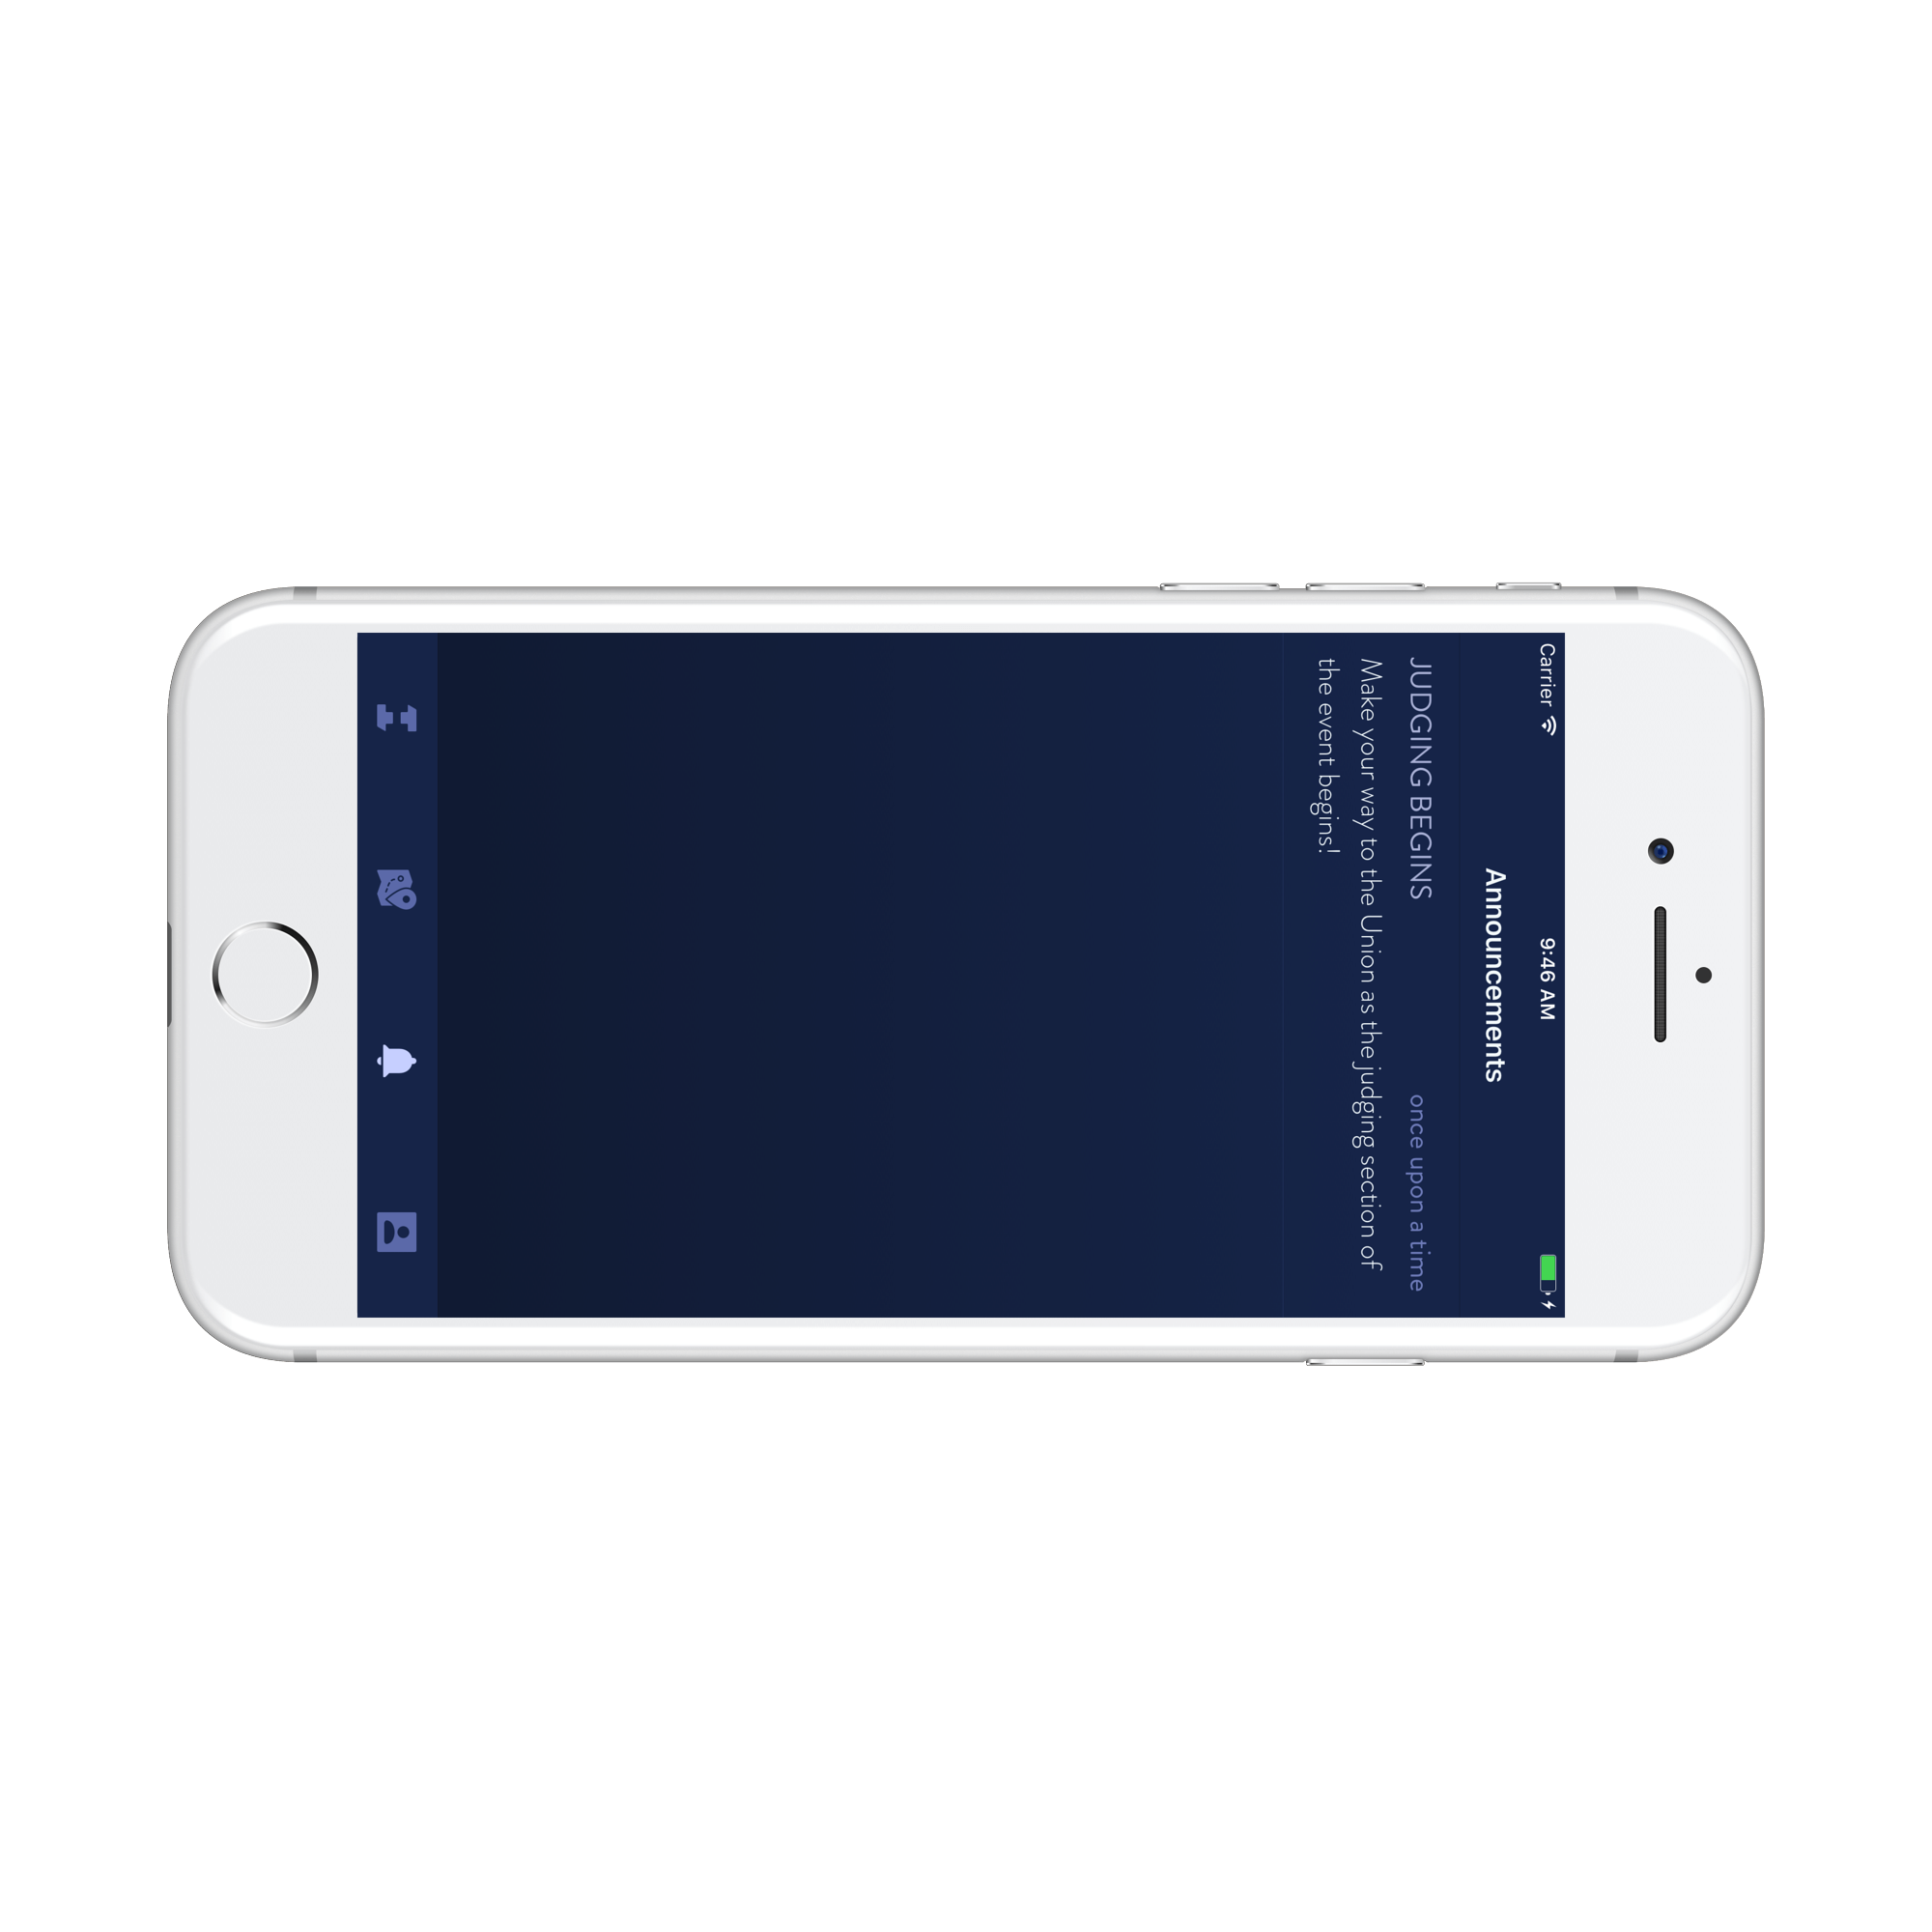 Carrier 9:46 AM
Announcements
JUDGING BEGINS once upon a time
Make your way to the Union as the judging section of
the event begins!